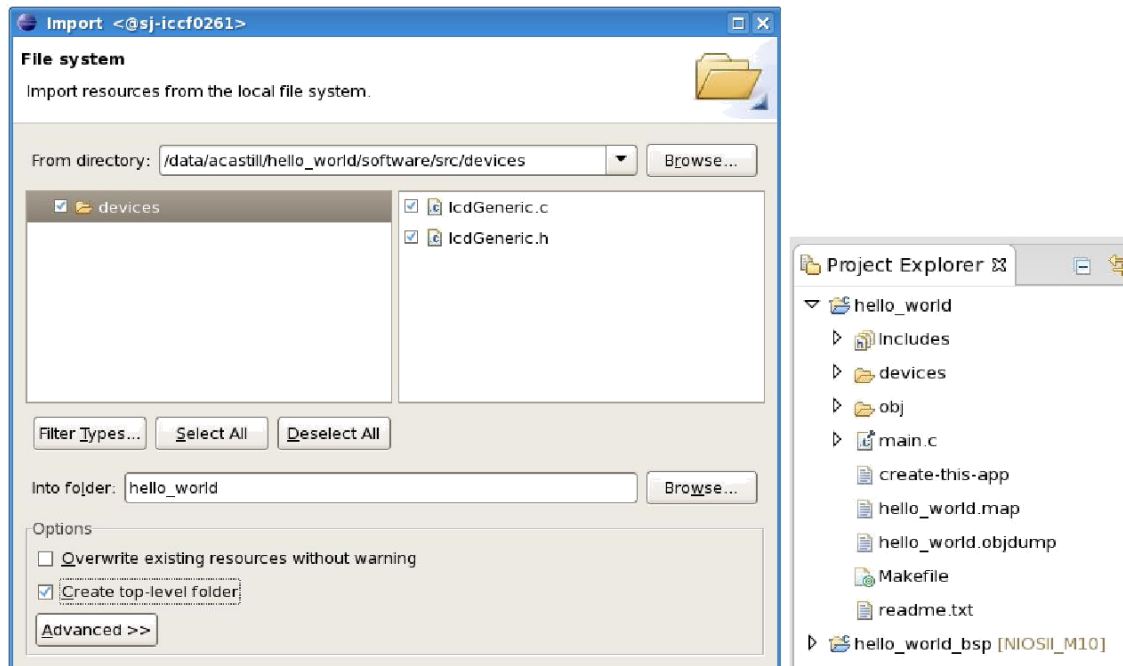 Import <@sj-iccf0261>
File system
Import resources from the local file system.
From directory: /data/acastill/hello_world/software/src/devices Browse...
devices
lcdGeneric.c
lcdGeneric.h
Filter Types... Select All Deselect All
Into folder: hello_world Browse...
Options
Overwrite existing resources without warning
Create top-level folder
Advanced >>
Project Explorer
hello_world
Includes
devices
obj
main.c
create-this-app
hello_world.map
hello_world.objdump
Makefile
readme.txt
hello_world_bsp [NIOSII_M10]